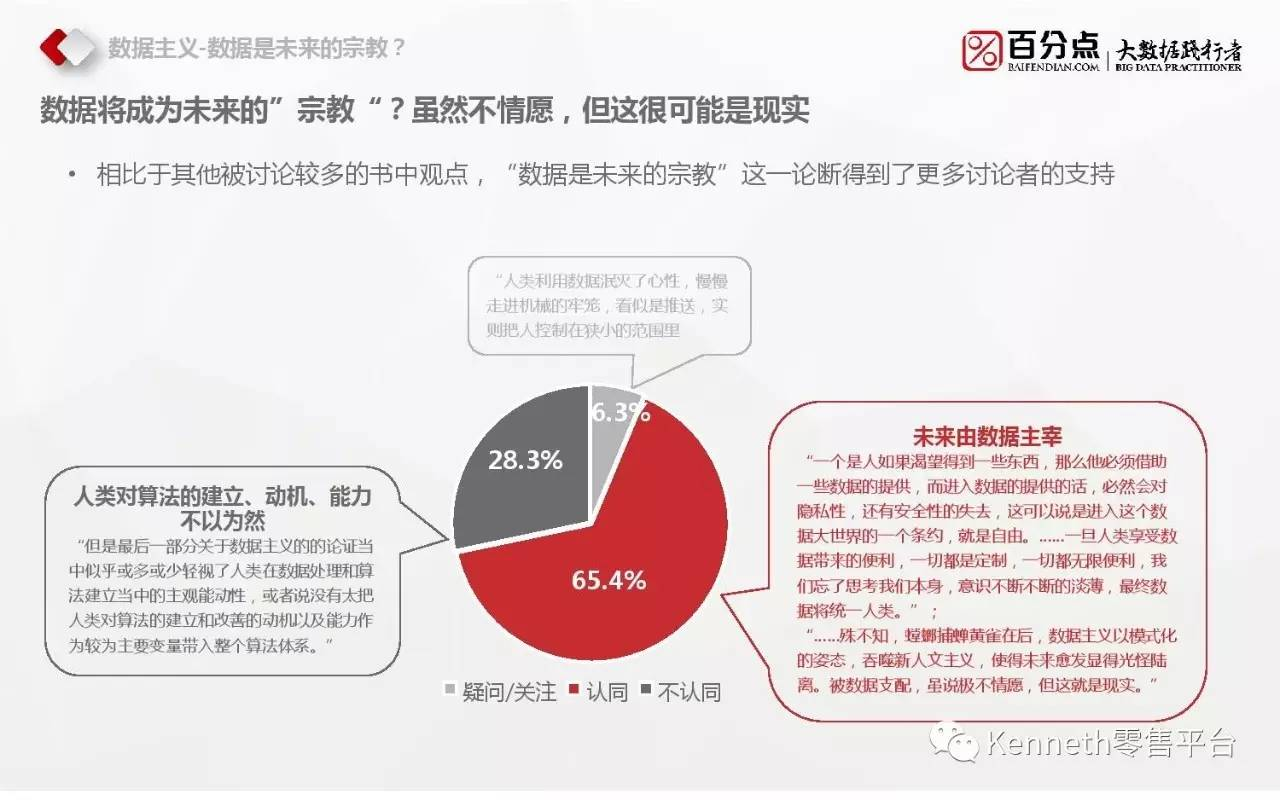 数据主义-数据是未来的宗教？
百分点
BAIFENDIAN.COM
大数据践行者
BIG DATA PRACTITIONER
数据将成为未来的”宗教“？虽然不情愿，但这很可能是现实
• 相比于其他被讨论较多的书中观点，“数据是未来的宗教”这一论断得到了更多讨论者的支持
“人类利用数据泯灭了心性，慢慢
走进机械的牢笼，看似是推送，实
则把人控制在狭小的范围里
6.3%
28.3%
65.4%
人类对算法的建立、动机、能力
不以为然
“但是最后一部分关于数据主义的的论证当
中似乎或多或少轻视了人类在数据处理和算
法建立当中的主观能动性，或者说没有太把
人类对算法的建立和改善的动机以及能力作
为较为主要变量带入整个算法体系。”
未来由数据主宰
“一个是人如果渴望得到一些东西，那么他必须借助
一些数据的提供，而进入数据的提供的话，必然会对
隐私性，还有安全性的失去，这可以说是进入这个数
据大世界的一个条约，就是自由。……一旦人类享受数
据带来的便利，一切都是定制，一切都无限便利，我
们忘了思考我们本身，意识不断不断的淡薄，最终数
据将统一人类。”；
“……殊不知，螳螂捕蝉黄雀在后，数据主义以模式化
的姿态，吞噬新人文主义，使得未来愈发显得光怪陆
离。被数据支配，虽说极不情愿，但这就是现实。”
疑问/关注 认同 不认同
Kenneth零售平台